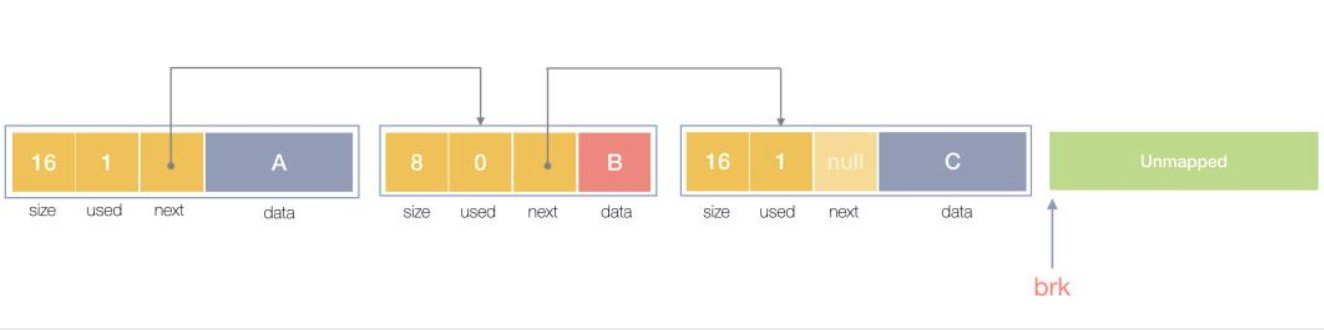 16 1 A 8 0 B 16 1 null C Unmapped
size used next data size used next data size used next data
brk